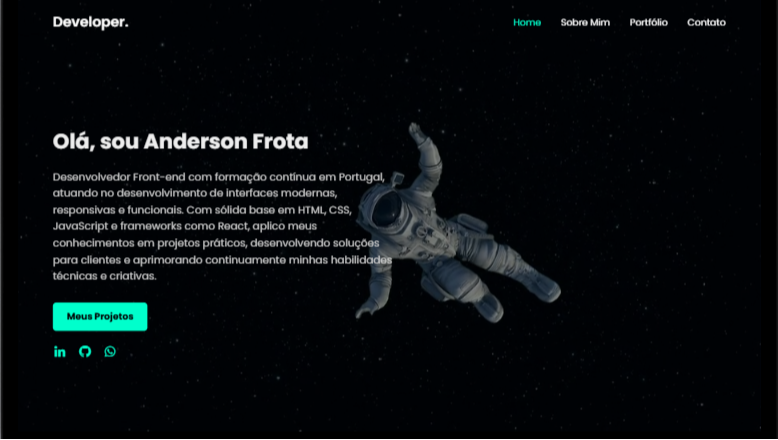 Developer.
Home Sobre Mim Portfólio Contato
Olá, sou Anderson Frota
Desenvolvedor Front-end com formação contínua em Portugal,
atuando no desenvolvimento de interfaces modernas,
responsivas e funcionais. Com sólida base em HTML, CSS,
JavaScript e frameworks como React, aplico meus
conhecimentos em projetos práticos, desenvolvendo soluções
para clientes e aprimorando continuamente minhas habilidades
técnicas e criativas.
Meus Projetos